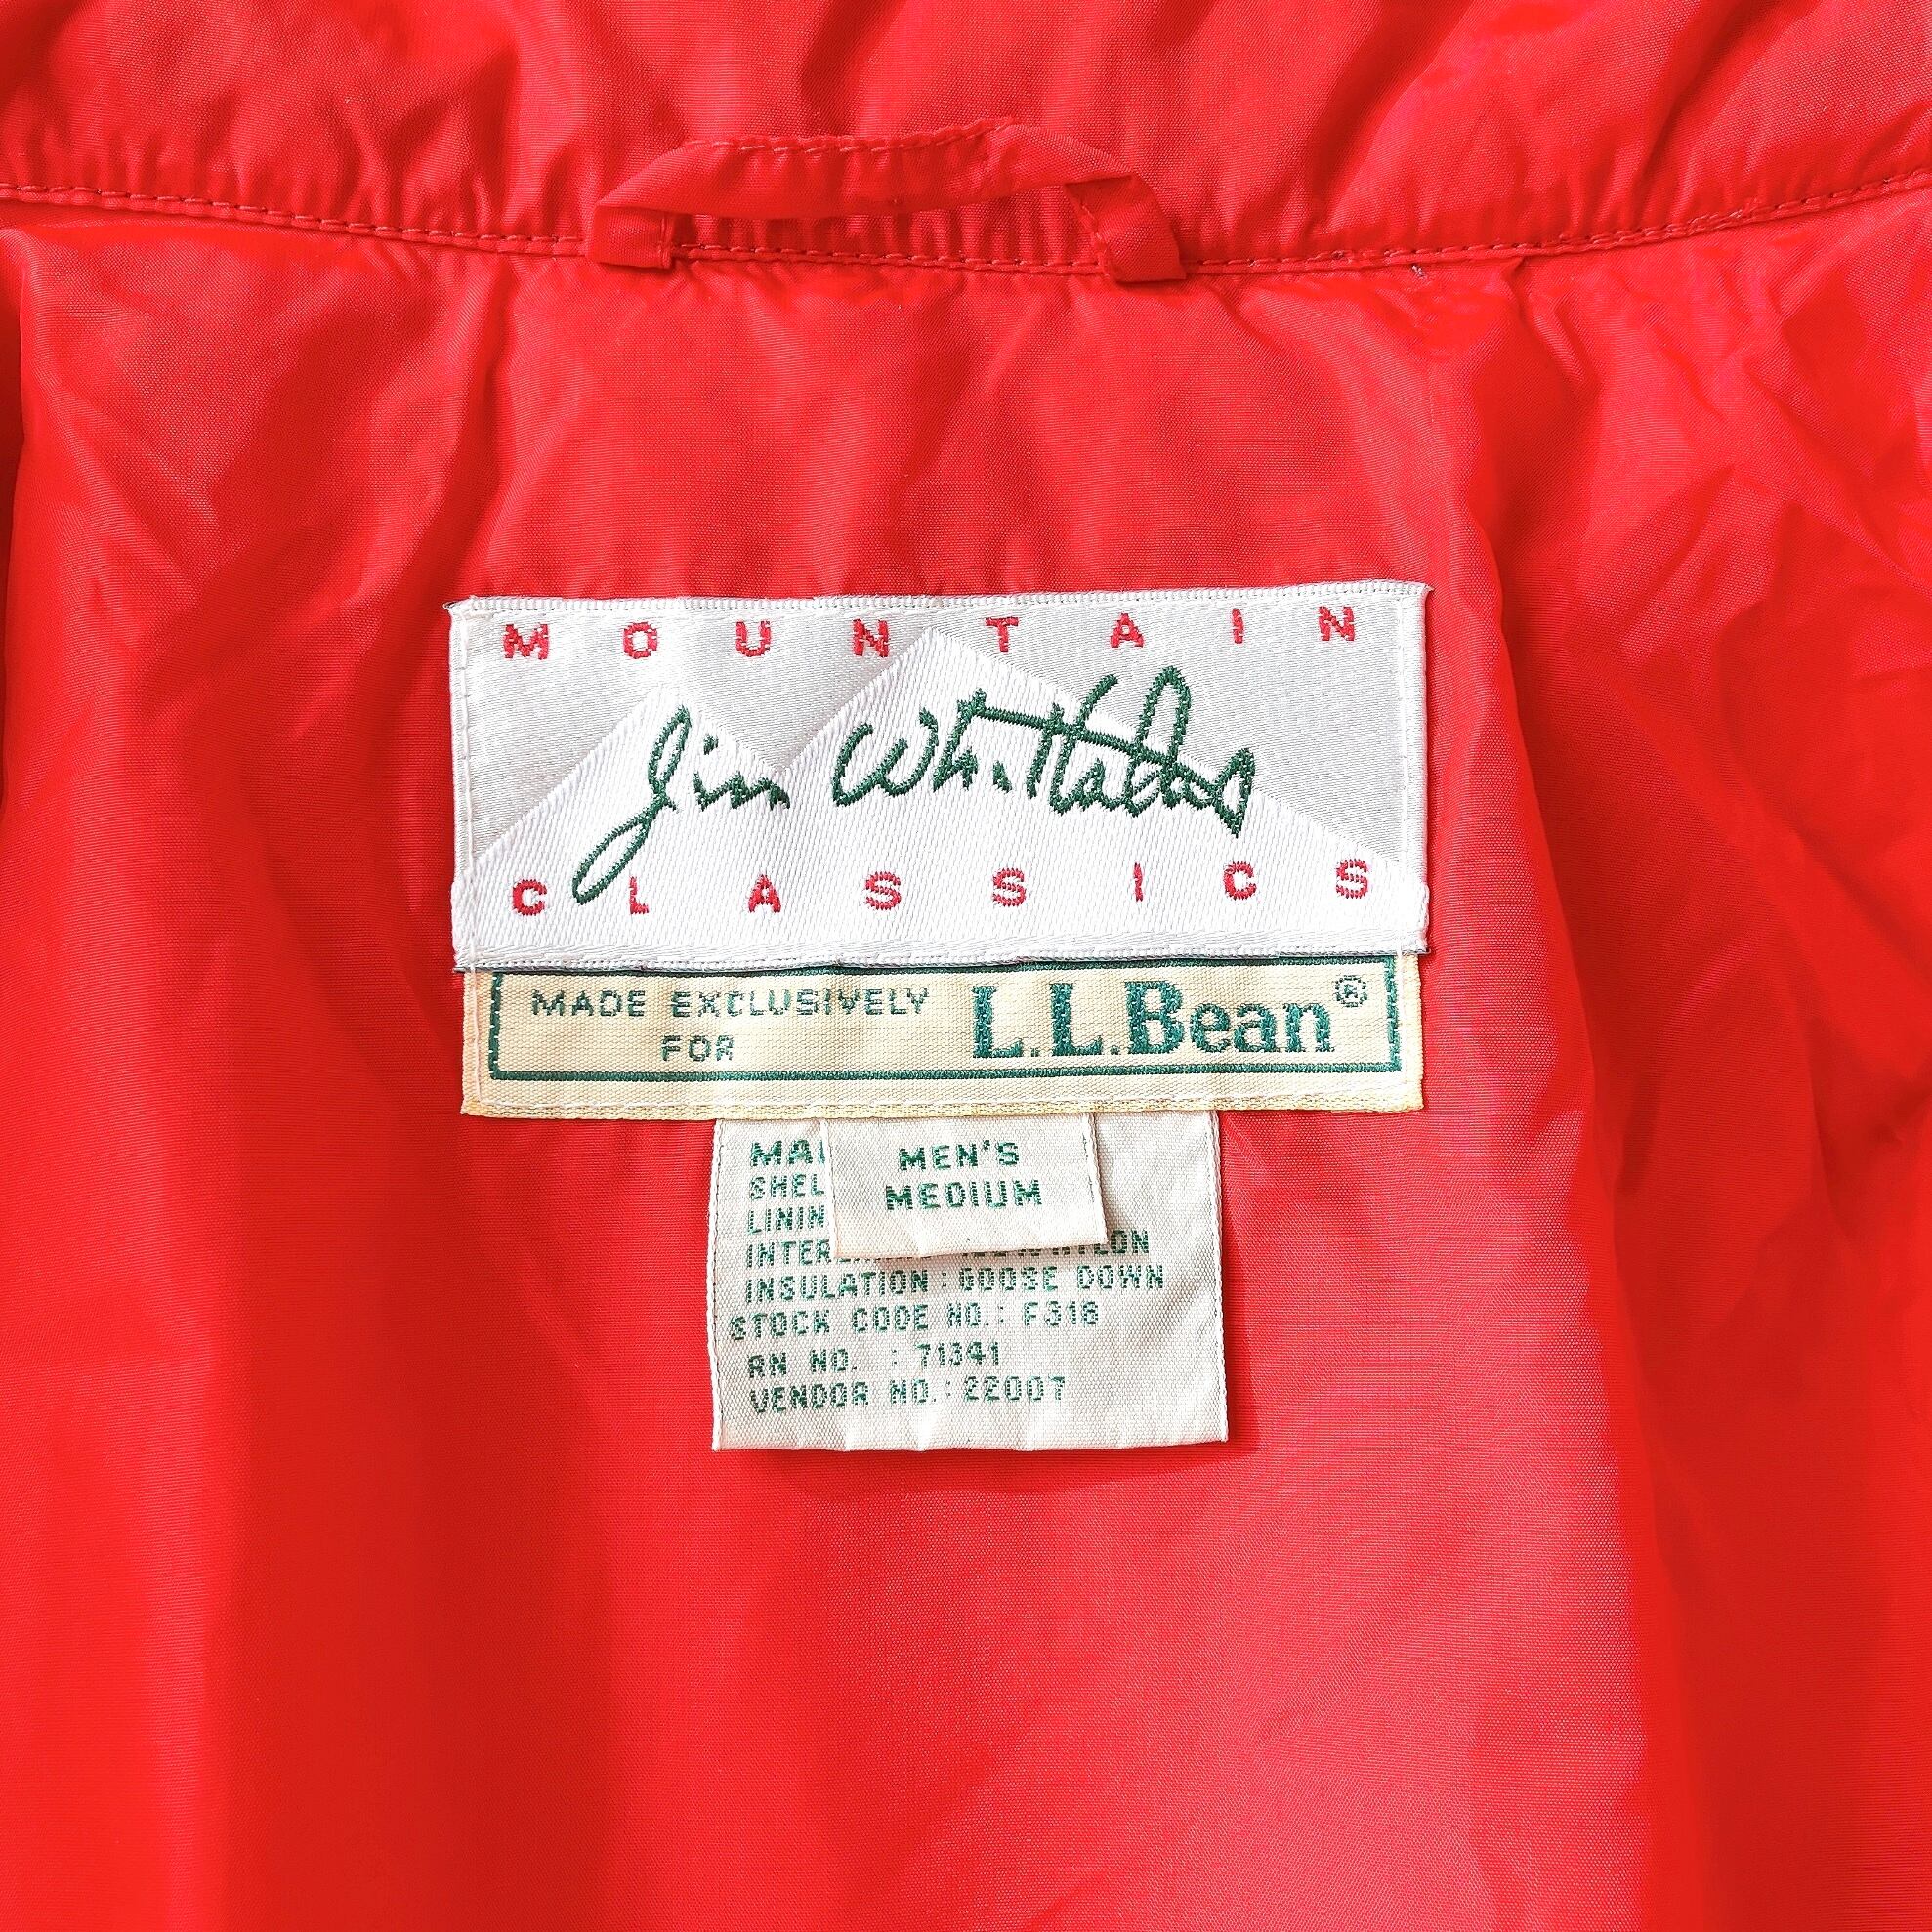 MOUNTAIN
Jim Whittaker
CLASSICS
MADE EXCLUSIVELY
FOR
L.L.Bean®
MEN'S
MEDIUM
INSULATION : GOOSE DOWN
STOCK CODE NO.: F318
RN NO. : 71341
VENDOR NO.: 22007